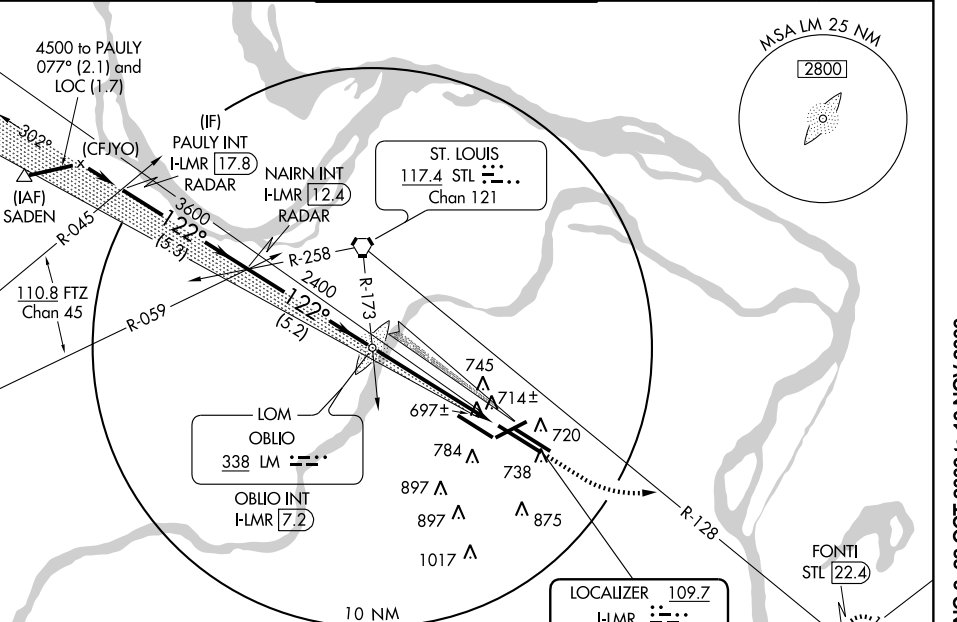 4500 to PAULY
077° (2.1) and
LOC (1.7)
302°
(CFJYO)
(IAF)
SADEN
(IF)
PAULY INT
I-LMR 17.8
RADAR
NAIRN INT
I-LMR 12.4
RADAR
ST. LOUIS
117.4 STL
Chan 121
MSA LM 25 NM
2800
R-045
3600
122°
(5.3)
R-258
2400
122°
(5.2)
R-173
110.8 FTZ
Chan 45
R-059
745
714±
697±
720
784
738
897
897
875
1017
LOM
OBLIO
338 LM
OBLIO INT
I-LMR 7.2
R-128
FONTI
STL 22.4
LOCALIZER 109.7
I-LMR
10 NM